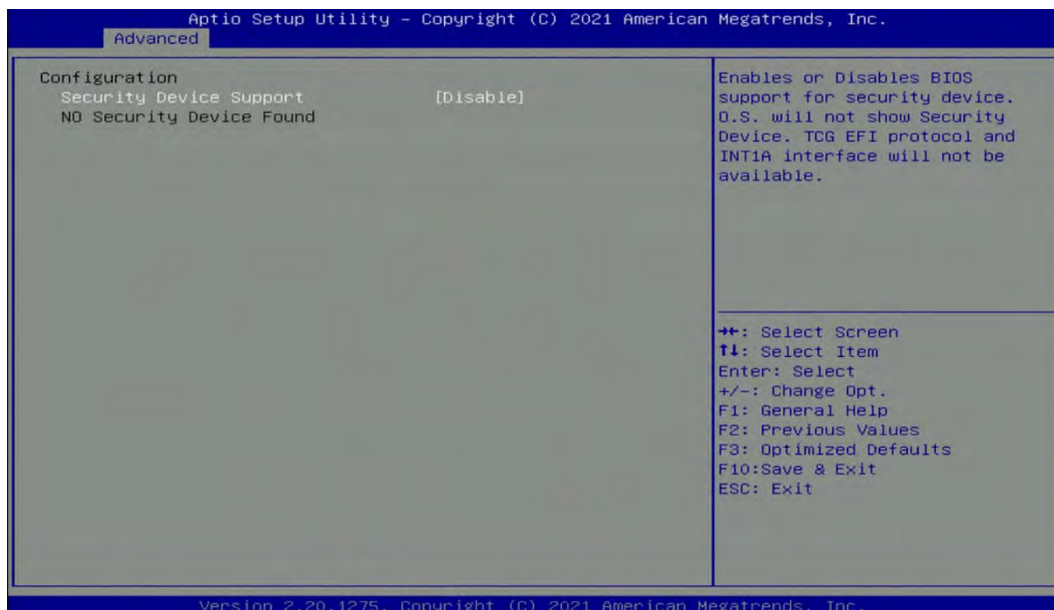 Aptio Setup Utility – Copyright (C) 2021 American Megatrends, Inc.
Advanced
Configuration
Security Device Support [Disable]
NO Security Device Found
Enables or Disables BIOS
support for security device.
O.S. will not show Security
Device. TCG EFI protocol and
INT1A interface will not be
available.
→←: Select Screen
↑↓: Select Item
Enter: Select
+/-: Change Opt.
F1: General Help
F2: Previous Values
F3: Optimized Defaults
F10:Save & Exit
ESC: Exit
Version 2.20.1275. Copyright (C) 2021 American Megatrends, Inc.